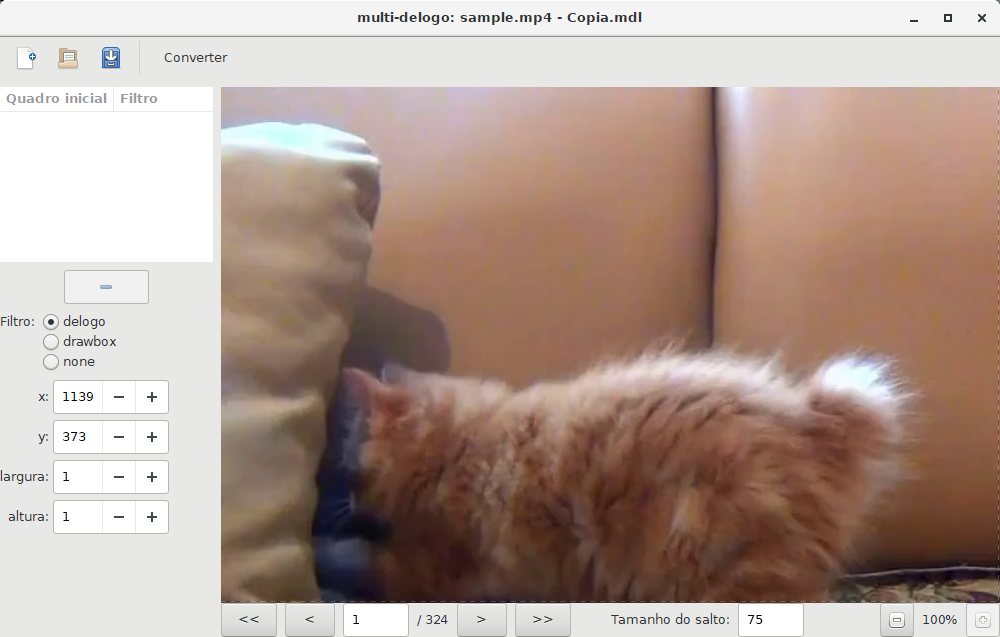 multi-delogo: sample.mp4 - Copia.mdl
Converter
Quadro inicial Filtro
Filtro: delogo
drawbox
none
x: 1139
y: 373
largura: 1
altura: 1
<< < 1 / 324 > >> Tamanho do salto: 75 100%